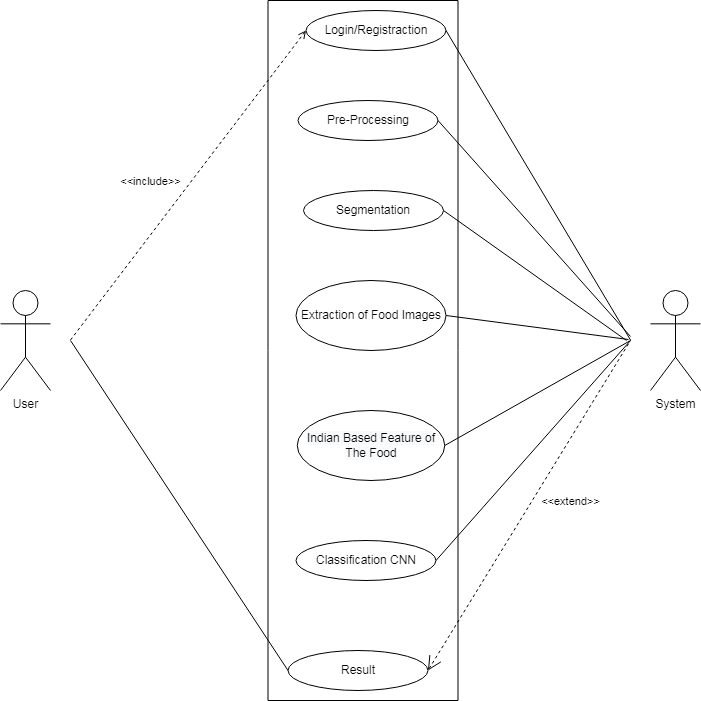 Login/Registraction
Pre-Processing
<<include>>
Segmentation
Extraction of Food Images
User
System
Indian Based Feature of
The Food
<<extend>>
Classification CNN
Result